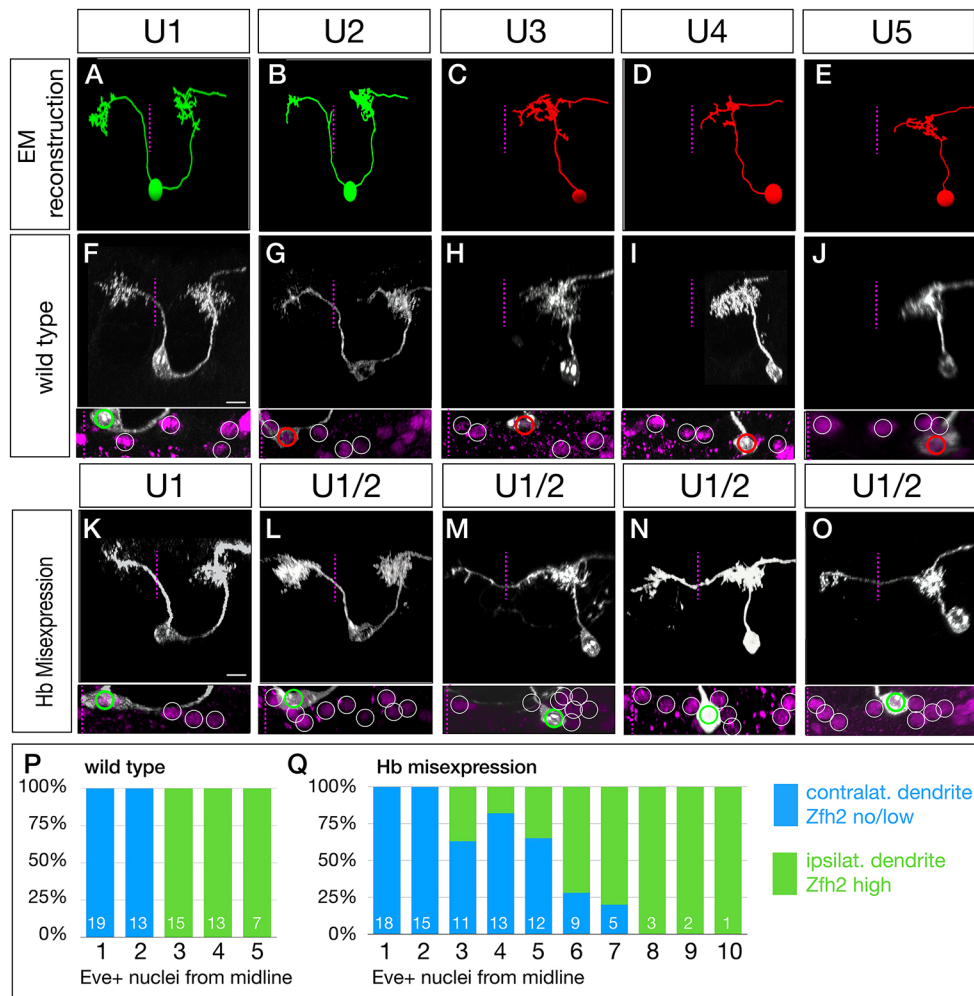 U1 U2 U3 U4 U5
EM
reconstruction
A B C D E
wild type
F G H I J
U1 U1/2 U1/2 U1/2 U1/2
Hb Misexpression
K L M N O
P wild type
100%
75%
50%
25%
0%
19 13 15 13 7
1 2 3 4 5
Eve+ nuclei from midline
Q Hb misexpression
100%
75%
50%
25%
0%
18 15 11 13 12 9 5 3 2 1
1 2 3 4 5 6 7 8 9 10
Eve+ nuclei from midline
contralat. dendrite
Zfh2 no/low
ipsilat. dendrite
Zfh2 high